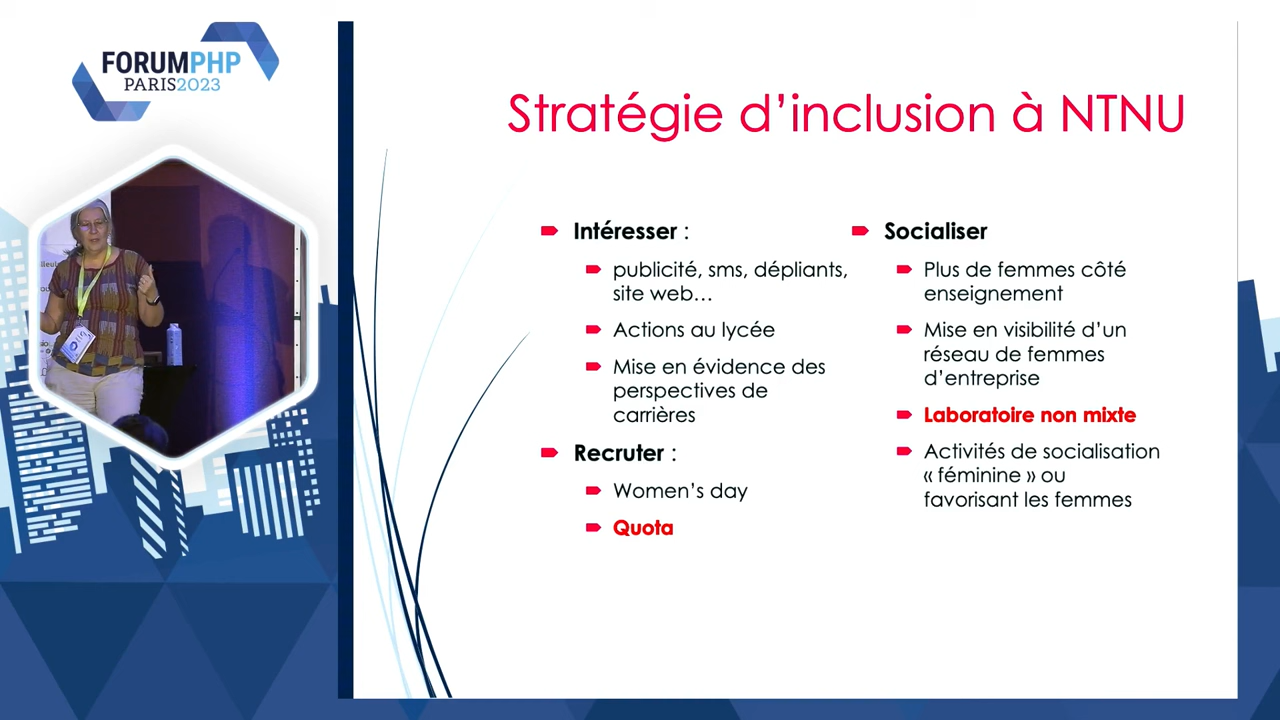 FORUMPHP
PARIS2023
Stratégie d’inclusion à NTNU
Intéresser :
publicité, sms, dépliants,
site web…
Actions au lycée
Mise en évidence des
perspectives de
carrières
Recruter :
Women’s day
Quota
Socialiser
Plus de femmes côté
enseignement
Mise en visibilité d’un
réseau de femmes
d’entreprise
Laboratoire non mixte
Activités de socialisation
« féminine » ou
favorisant les femmes